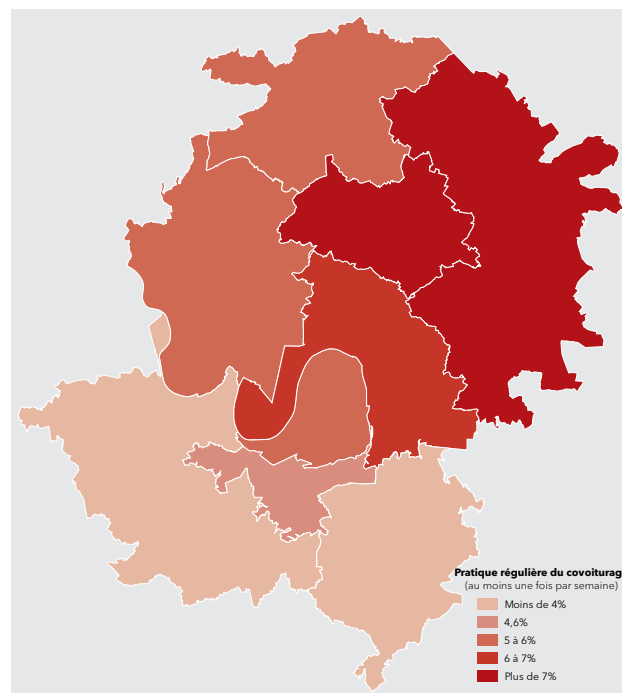 Pratique régulière du covoiturag
(au moins une fois par semaine)
Moins de 4%
4,6%
5 à 6%
6 à 7%
Plus de 7%